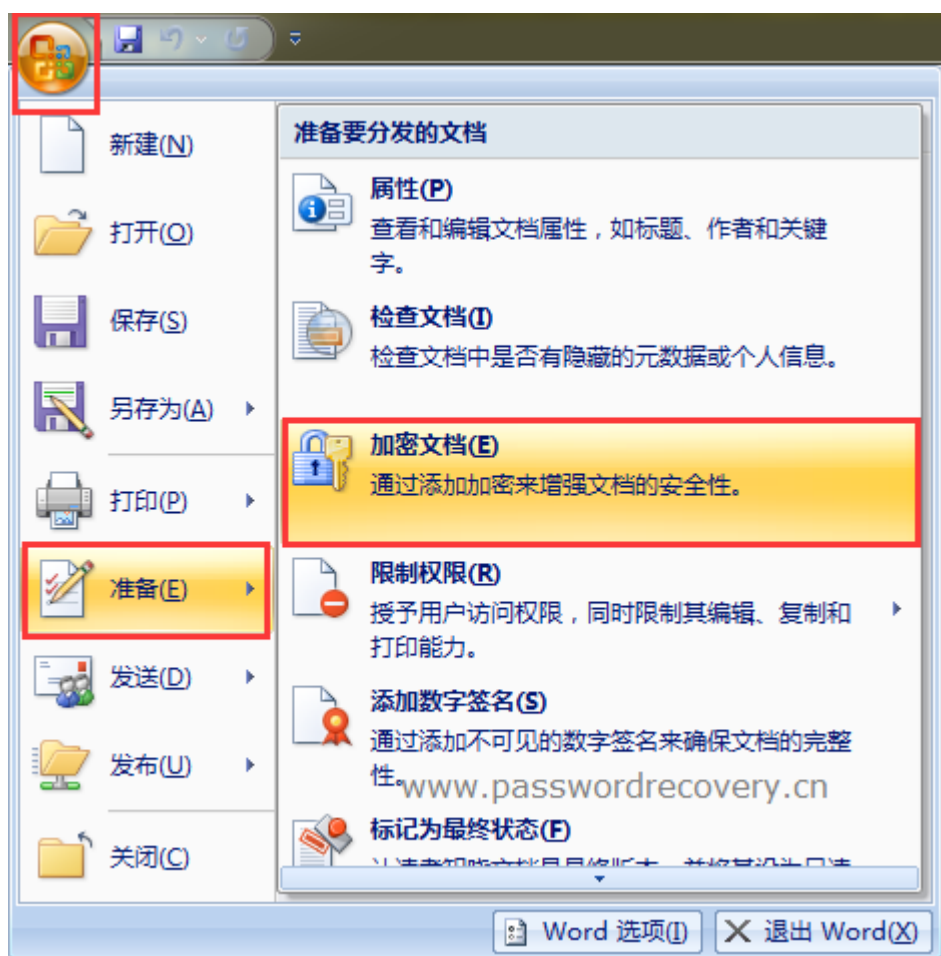 新建(N)
打开(O)
保存(S)
另存为(A)
打印(P)
准备(E)
发送(D)
发布(U)
关闭(C)
准备要分发的文档
属性(P)
查看和编辑文档属性，如标题、作者和关键
字。
检查文档(I)
检查文档中是否有隐藏的元数据或个人信息。
加密文档(E)
通过添加加密来增强文档的安全性。
限制权限(R)
授予用户访问权限，同时限制其编辑、复制和
打印能力。
添加数字签名(S)
通过添加不可见的数字签名来确保文档的完整
性。
www.passwordrecovery.cn
标记为最终状态(F)
Word 选项(I)
退出 Word(X)